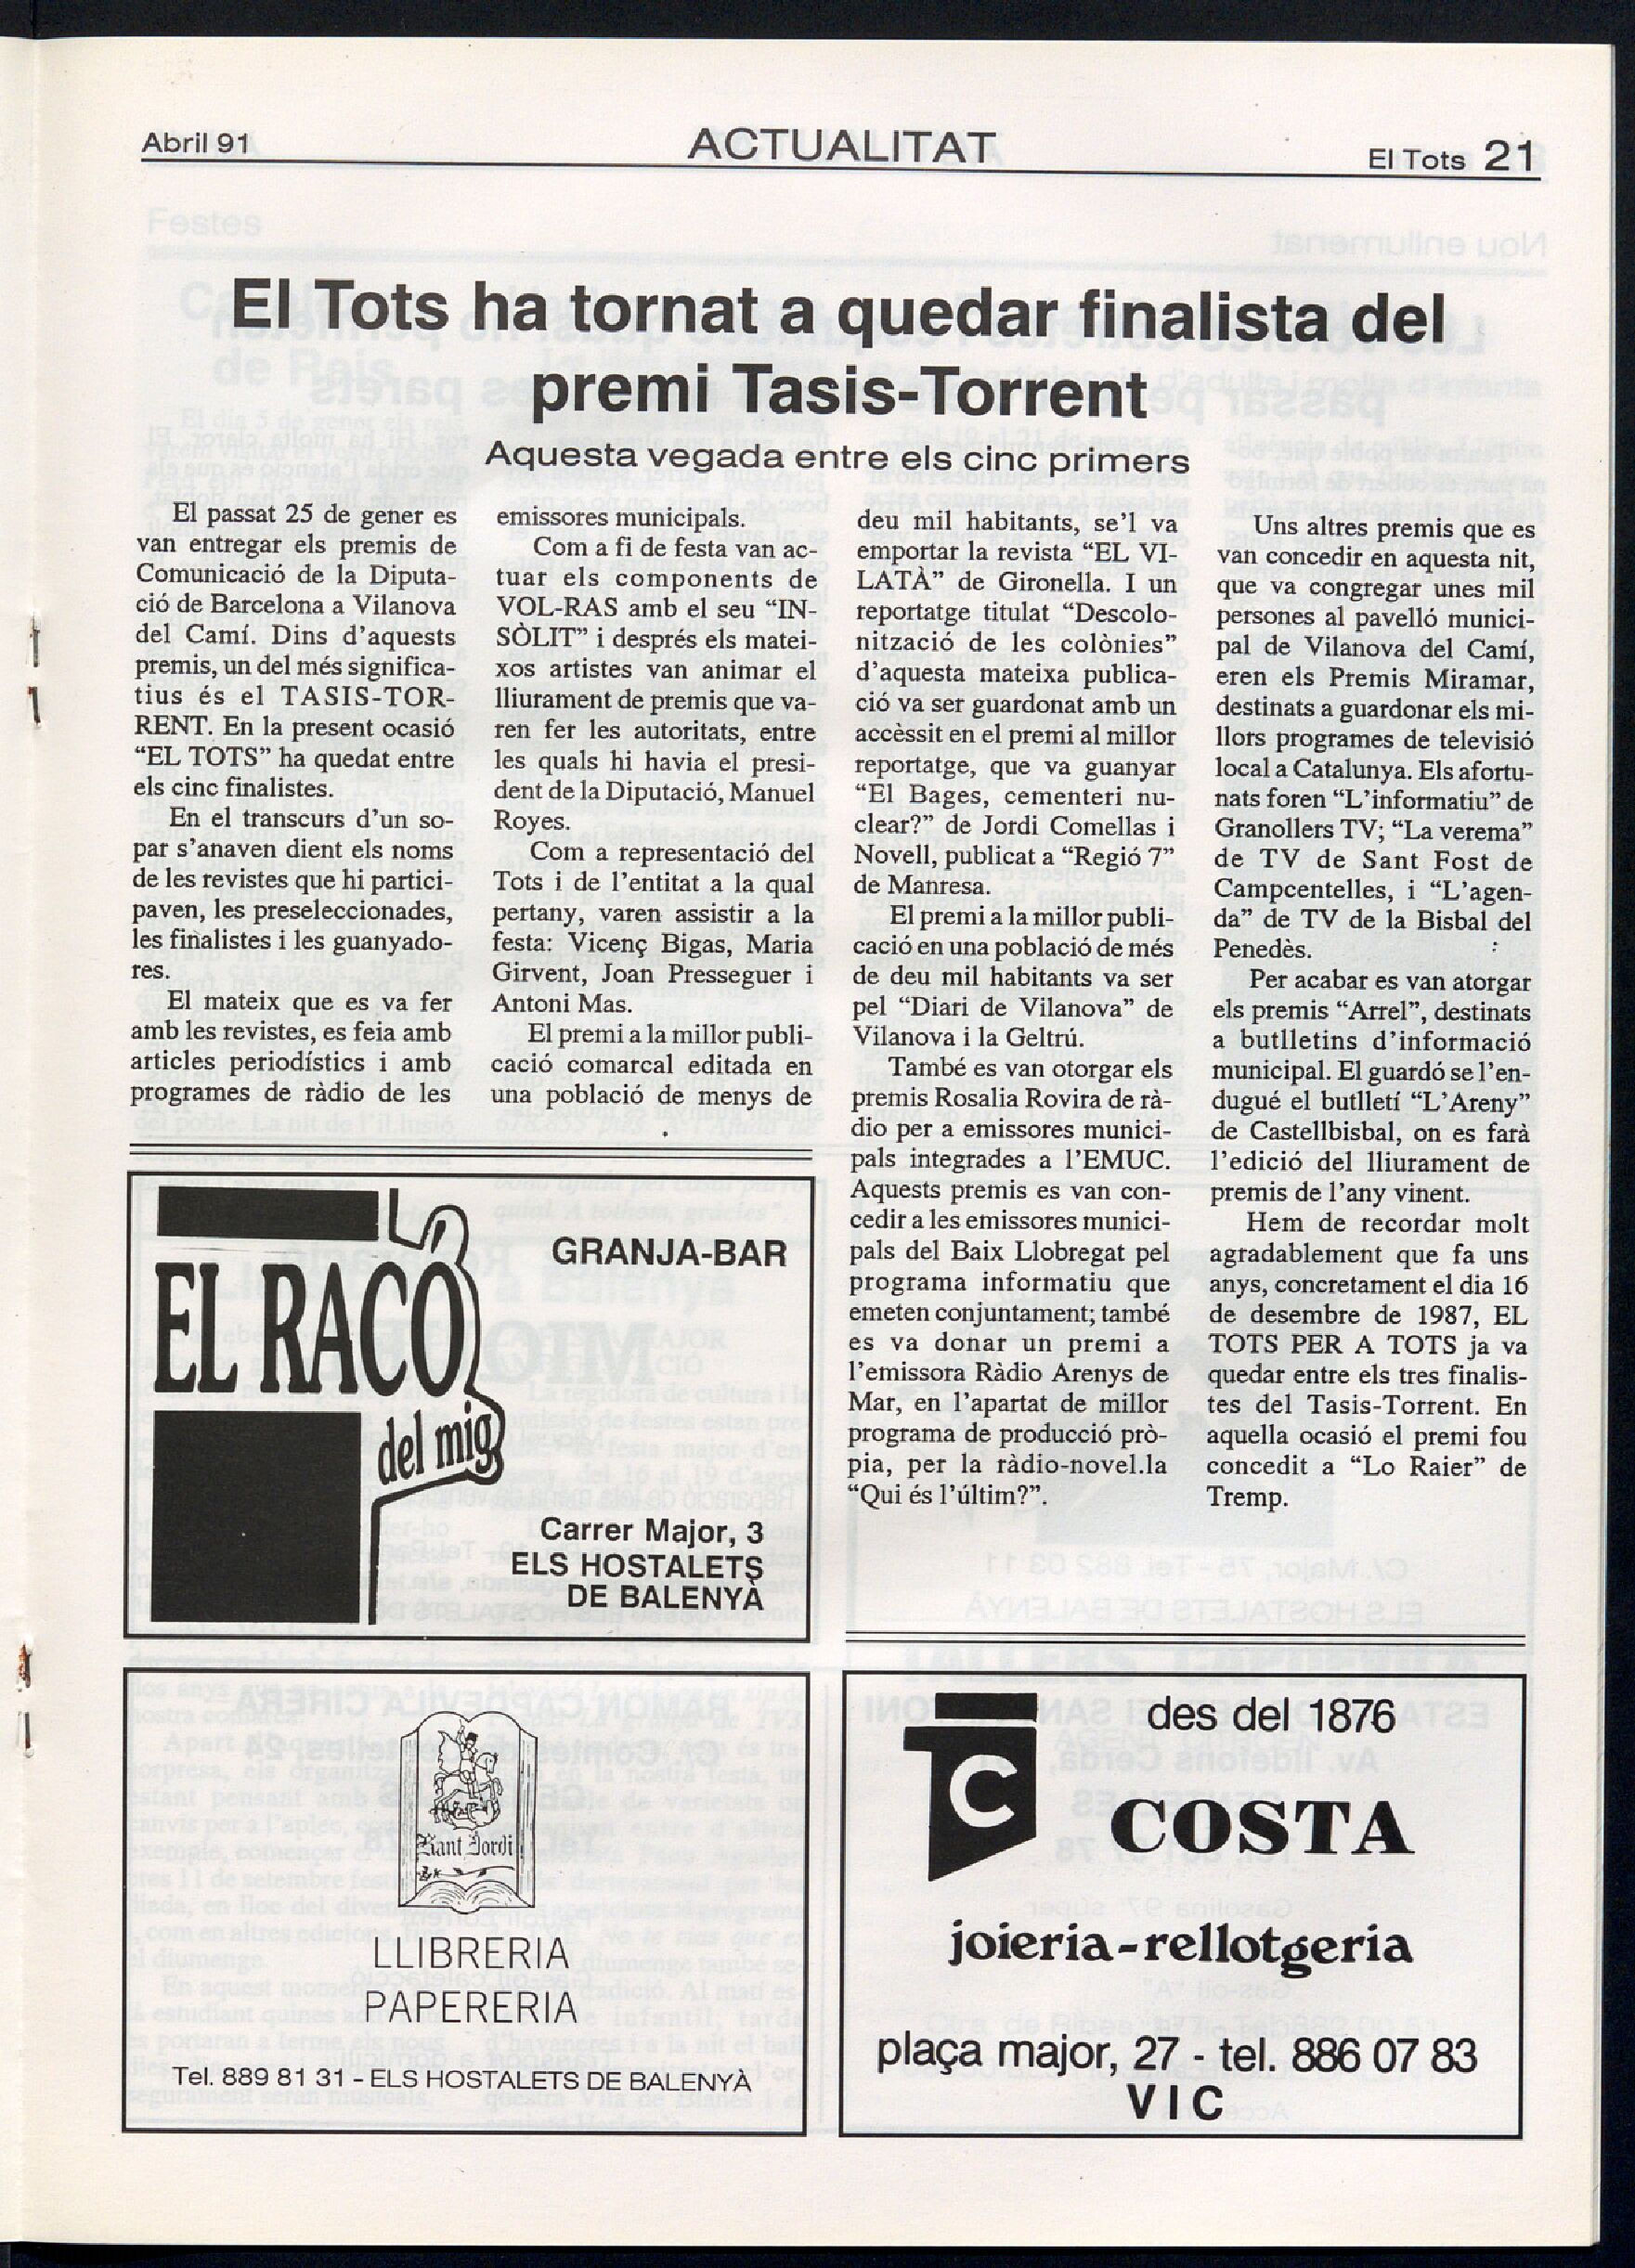 Abril 91
ACTUALITAT
El Tots 21
El Tots ha tornat a quedar finalista del
premi Tasis-Torrent
Aquesta vegada entre els cinc primers
El passat 25 de gener es
van entregar els premis de
Comunicació de la Diputa-
ció de Barcelona a Vilanova
del Camí. Dins d'aquests
premis, un del més significa-
tius és el TASIS-TOR-
RENT. En la present ocasió
“EL TOTS” ha quedat entre
els cinc finalistes.
En el transcurs d'un so-
par s'anaven dient els noms
de les revistes que hi partici-
paven, les preseleccionades,
les finalistes i les guanyado-
res.
El mateix que es va fer
amb les revistes, es feia amb
articles periodístics i amb
programes de ràdio de les
emissores municipals.
Com a fi de festa van ac-
tuar els components de
VOL-RAS amb el seu “IN-
SÒLIT” i després els matei-
xos artistes van animar el
lliurament de premis que va-
ren fer les autoritats, entre
les quals hi havia el presi-
dent de la Diputació, Manuel
Royes.
Com a representació del
Tots i de l'entitat a la qual
pertany, varen assistir a la
festa: Vicenç Bigas, Maria
Girvent, Joan Presseguer i
Antoni Mas.
El premi a la millor publi-
cació comarcal editada en
una població de menys de
deu mil habitants, se'l va
emportar la revista “EL VI-
LATÀ” de Gironella. I un
reportatge titulat “Descolo-
nització de les colònies”
d'aquesta mateixa publica-
ció va ser guardonat amb un
accèssit en el premi al millor
reportatge, que va guanyar
“El Bages, cementeri nu-
clear?” de Jordi Comellas i
Novell, publicat a “Regió 7”
de Manresa.
El premi a la millor publi-
cació en una població de més
de deu mil habitants va ser
pel “Diari de Vilanova” de
Vilanova i la Geltrú.
També es van otorgar els
premis Rosalia Rovira de rà-
dio per a emissores munici-
pals integrades a l'EMUC.
Aquests premis es van con-
cedir a les emissores munici-
pals del Baix Llobregat pel
programa informatiu que
emeten conjuntament; també
es va donar un premi a
l'emissora Ràdio Arenys de
Mar, en l'apartat de millor
programa de producció prò-
pia, per la ràdio-novel.la
“Qui és l'últim?”.
Uns altres premis que es
van concedir en aquesta nit,
que va congregar unes mil
persones al pavelló munici-
pal de Vilanova del Camí,
eren els Premis Miramar,
destinats a guardonar els mi-
llors programes de televisió
local a Catalunya. Els afortu-
nats foren “L'informatiu” de
Granollers TV; “La verema”
de TV de Sant Fost de
Campcentelles, i “L'agen-
da” de TV de la Bisbal del
Penedès.
Per acabar es van atorgar
els premis “Arrel”, destinats
a butlletins d'informació
municipal. El guardó se l'en-
dugué el butlletí “L'Areny”
de Castellbisbal, on es farà
l'edició del lliurament de
premis de l'any vinent.
Hem de recordar molt
agradablement que fa uns
anys, concretament el dia 16
de desembre de 1987, EL
TOTS PER A TOTS ja va
quedar entre els tres finalis-
tes del Tasis-Torrent. En
aquella ocasió el premi fou
concedit a “Lo Raier” de
Tremp.
GRANJA-BAR
EL RACO
del mig
Carrer Major, 3
ELS HOSTALETS
DE BALENYÀ
Sant Jordi
LLIBRERIA
PAPERERIA
Tel. 889 81 31 - ELS HOSTALETS DE BALENYÀ
des del 1876
C
COSTA
joieria-rellotgeria
plaça major, 27 - tel. 886 07 83
VIC